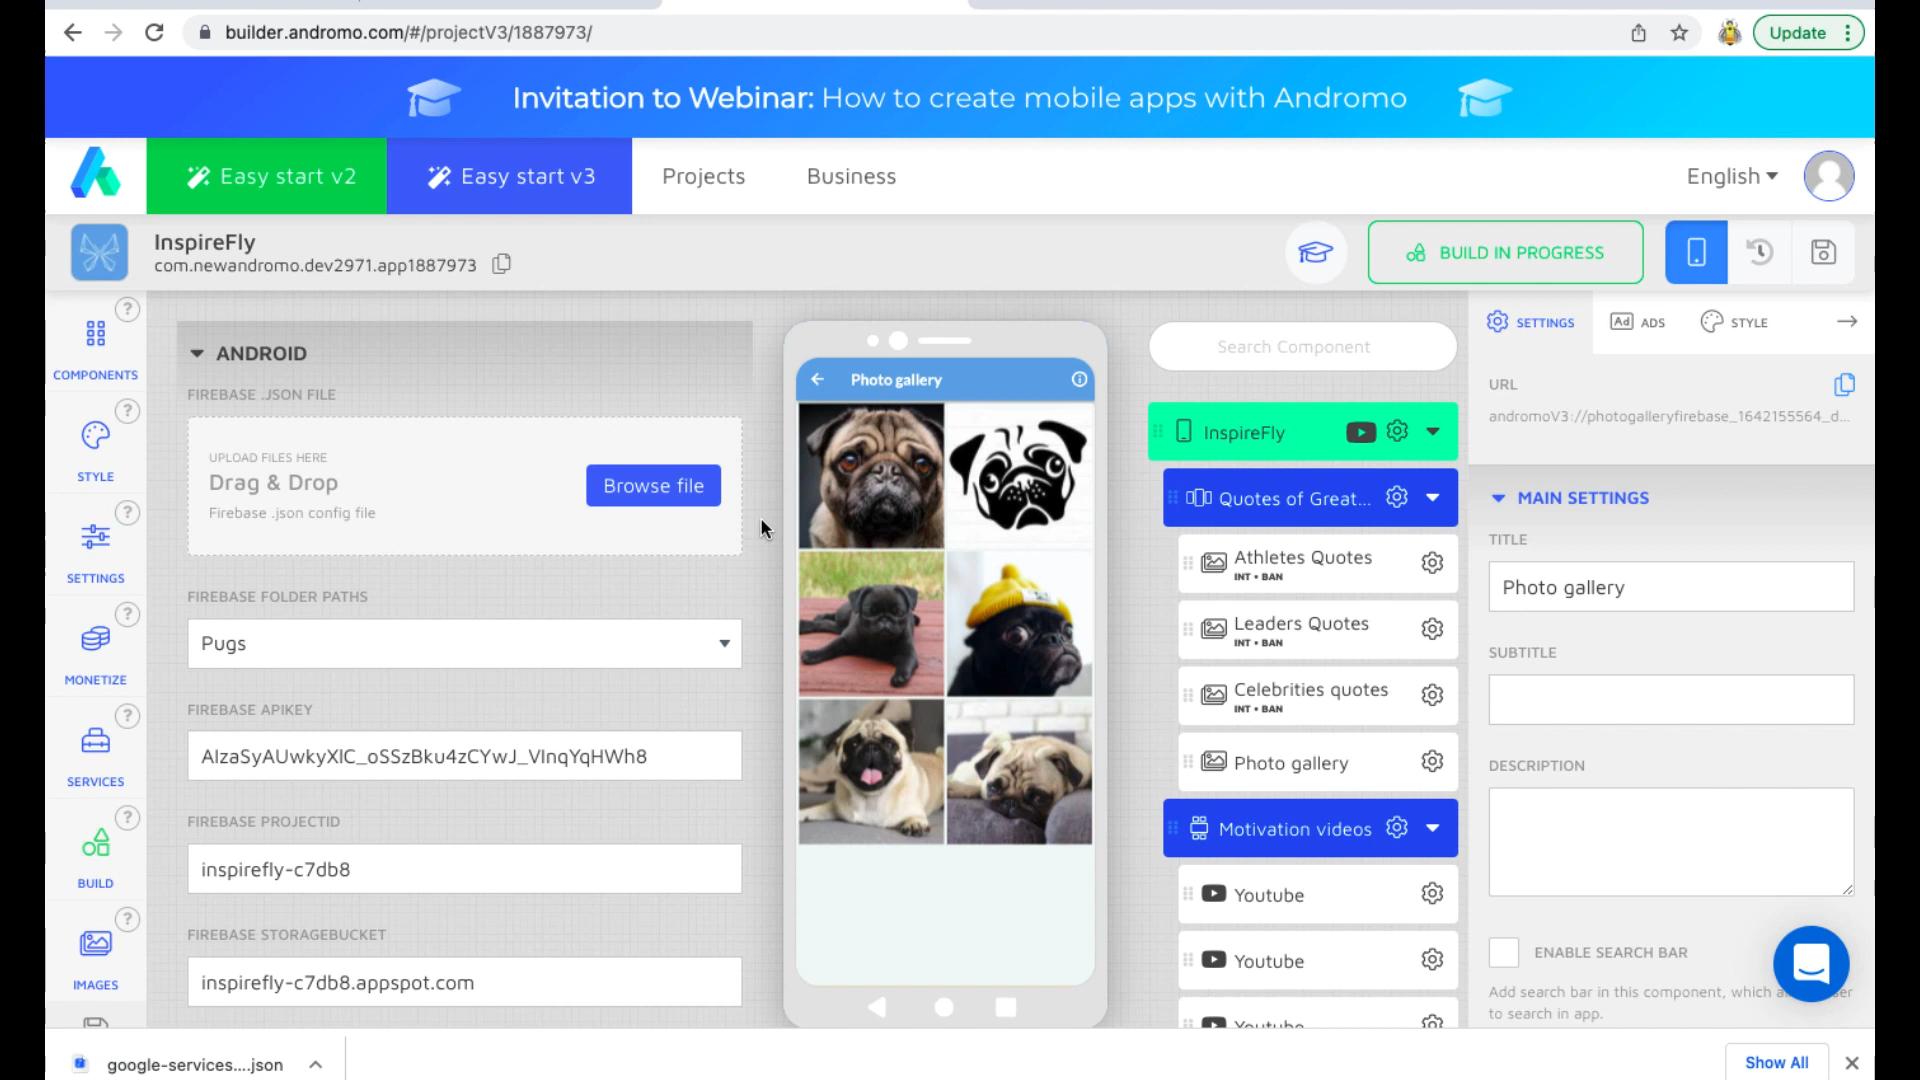 builder.andromo.com/#/projectV3/1887973/
Update
Invitation to Webinar: How to create mobile apps with Andromo
Easy start v2
Easy start v3
Projects
Business
English
InspireFly
com.newandromo.dev2971.app1887973
BUILD IN PROGRESS
?
COMPONENTS
?
STYLE
?
SETTINGS
?
MONETIZE
?
SERVICES
?
BUILD
?
IMAGES
ANDROID
FIREBASE .JSON FILE
UPLOAD FILES HERE
Drag & Drop
Firebase .json config file
Browse file
FIREBASE FOLDER PATHS
Pugs
FIREBASE APIKEY
AIzaSyAUwkyXlC_oSSzBku4zCYwJ_VInqYqHWh8
FIREBASE PROJECTID
inspirefly-c7db8
FIREBASE STORAGEBUCKET
inspirefly-c7db8.appspot.com
Photo gallery
Search Component
InspireFly
Quotes of Great...
Athletes Quotes
INT • BAN
Leaders Quotes
INT • BAN
Celebrities quotes
INT • BAN
Photo gallery
Motivation videos
Youtube
Youtube
Youtube
SETTINGS
Ad ADS
STYLE
URL
andromoV3://photogalleryfirebase_1642155564_d...
MAIN SETTINGS
TITLE
Photo gallery
SUBTITLE
DESCRIPTION
ENABLE SEARCH BAR
Add search bar in this component, which
to search in app.
google-services....json
Show All